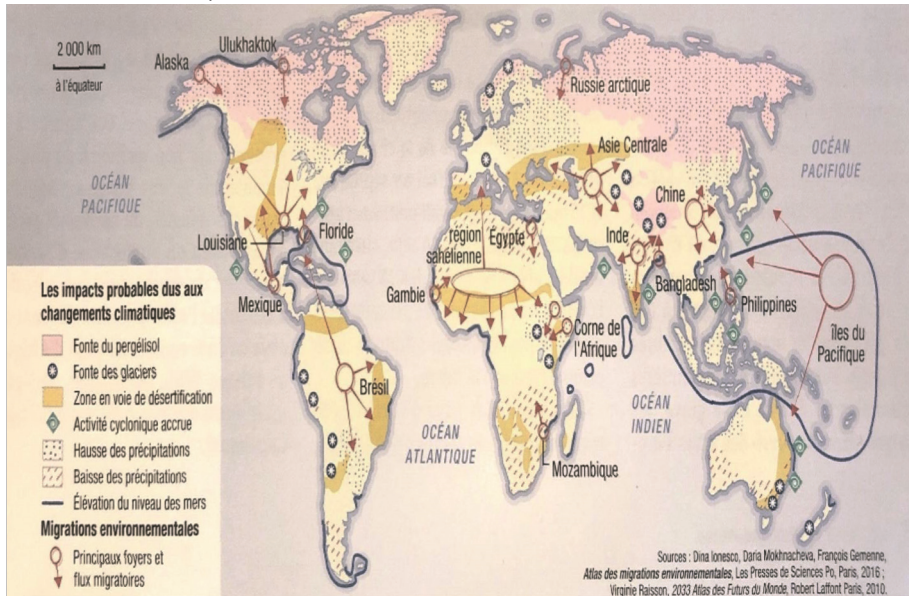 2 000 km
à l'équateur
Ulukhaktok
Alaska
Russie arctique
OCÉAN
PACIFIQUE
Asie Centrale
OCÉAN
PACIFIQUE
Chine
Louisiane
Floride
région
sahélienne
Égypte
Inde
Mexique
Gambie
Bangladesh
Philippines
Corne de
l'Afrique
îles du
Pacifique
Brésil
OCÉAN
ATLANTIQUE
OCÉAN
INDIEN
Mozambique
Les impacts probables dus aux
changements climatiques
Fonte du pergélisol
Fonte des glaciers
Zone en voie de désertification
Activité cyclonique accrue
Hausse des précipitations
Baisse des précipitations
Élévation du niveau des mers
Migrations environnementales
Principaux foyers et
flux migratoires
Sources : Dina Ionesco, Daria Mokhnacheva, François Gemenne,
Atlas des migrations environnementales, Les Presses de Sciences Po, Paris, 2016 ;
Virginie Raisson, 2033 Atlas des Futurs du Monde, Robert Laffont Paris, 2010.